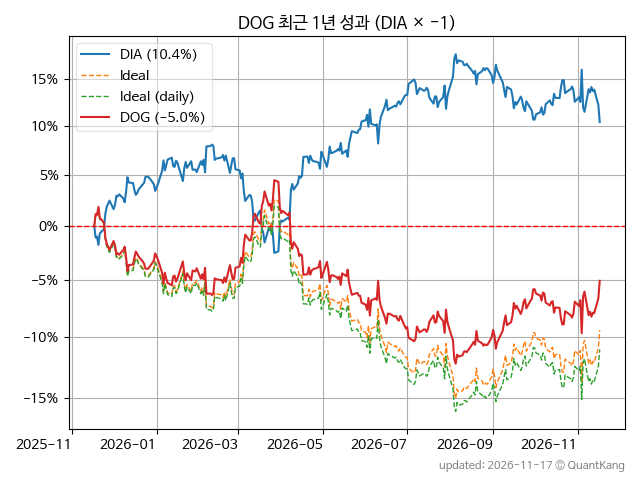 DOG 최근 1년 성과 (DIA × −1)
DIA (10.4%)
Ideal
Ideal (daily)
DOG (−5.0%)
15%
10%
5%
0%
−5%
−10%
−15%
2025−11 2026−01 2026−03 2026−05 2026−07 2026−09 2026−11
updated: 2026−11−17 © QuantKang